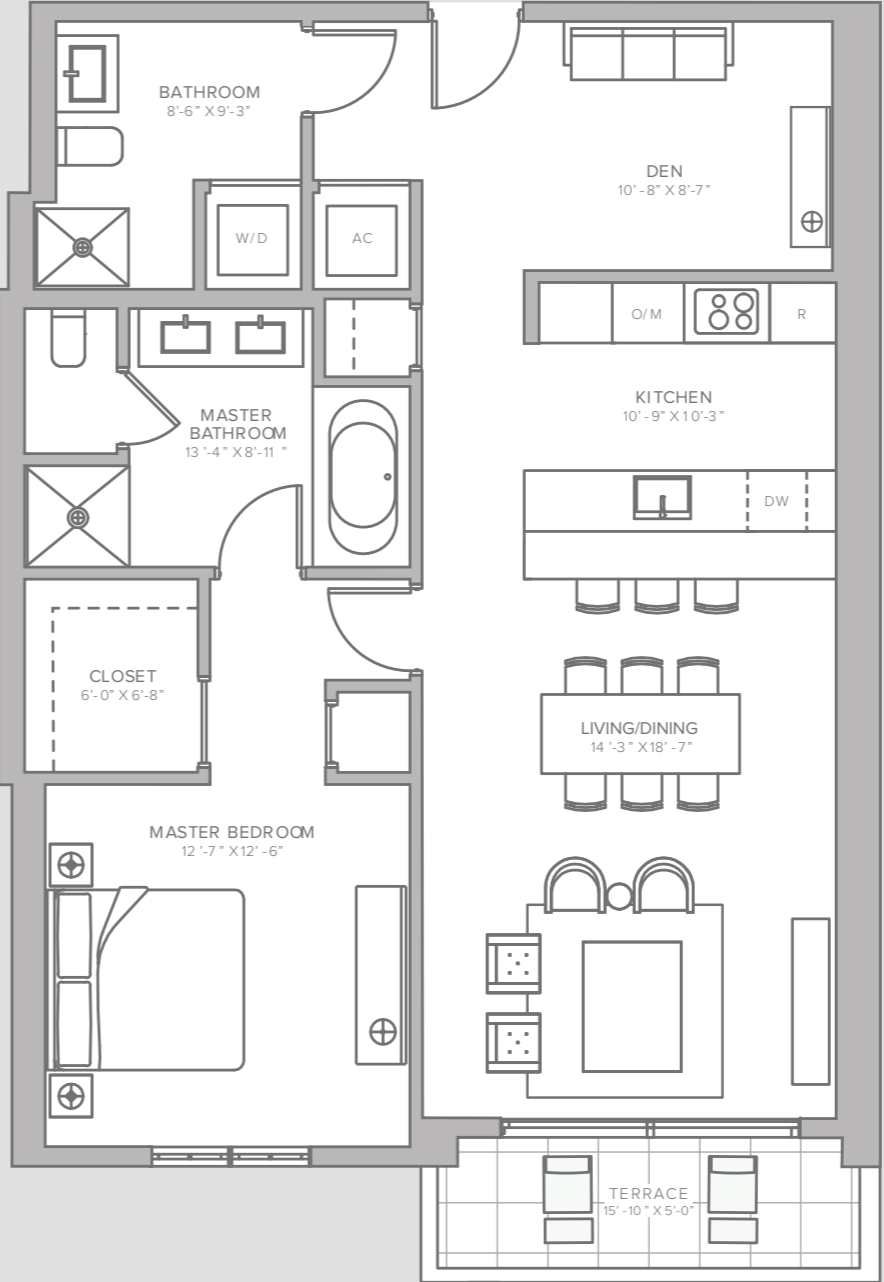 BATHROOM
8'-6" X 9'-3"
DEN
10'-8" X 8'-7"
W/D
AC
O/M
R
KITCHEN
10'-9" X 10'-3"
MASTER
BATHROOM
13'-4" X 8'-11"
DW
CLOSET
6'-0" X 6'-8"
LIVING/DINING
14'-3" X 18'-7"
MASTER BEDROOM
12'-7" X 12'-6"
TERRACE
15'-10" X 5'-0"